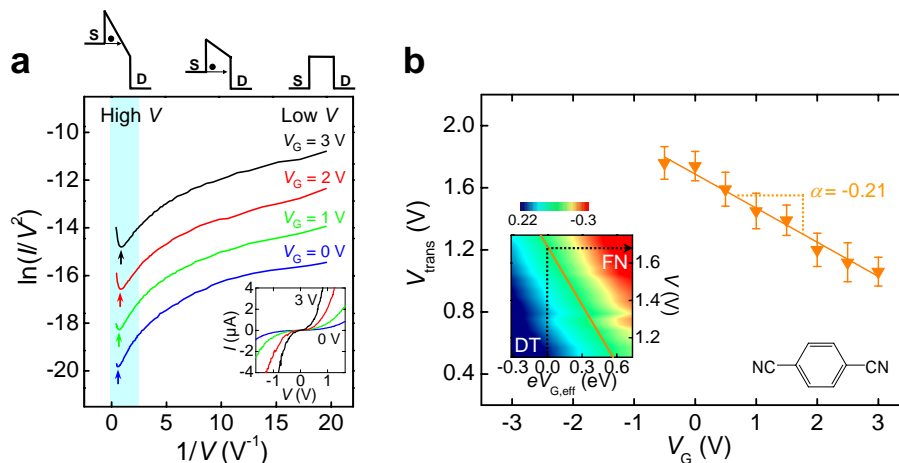 a
S
D
S
D
S
D
High V
Low V
V_G = 3 V
V_G = 2 V
V_G = 1 V
V_G = 0 V
ln(I/V²)
-10
-12
-14
-16
-18
-20
0
5
10
15
20
1/V (V⁻¹)
I (µA)
4
2
0
-2
-4
3 V
0 V
-1
0
1
V (V)
b
V_trans (V)
2.0
1.6
1.2
0.8
0.4
-3
-2
-1
0
1
2
3
V_G (V)
α= -0.21
0.22
-0.3
FN
DT
1.6
1.4
1.2
V (V)
-0.3
0.0
0.3
0.6
eV_G,eff (eV)
NC
CN